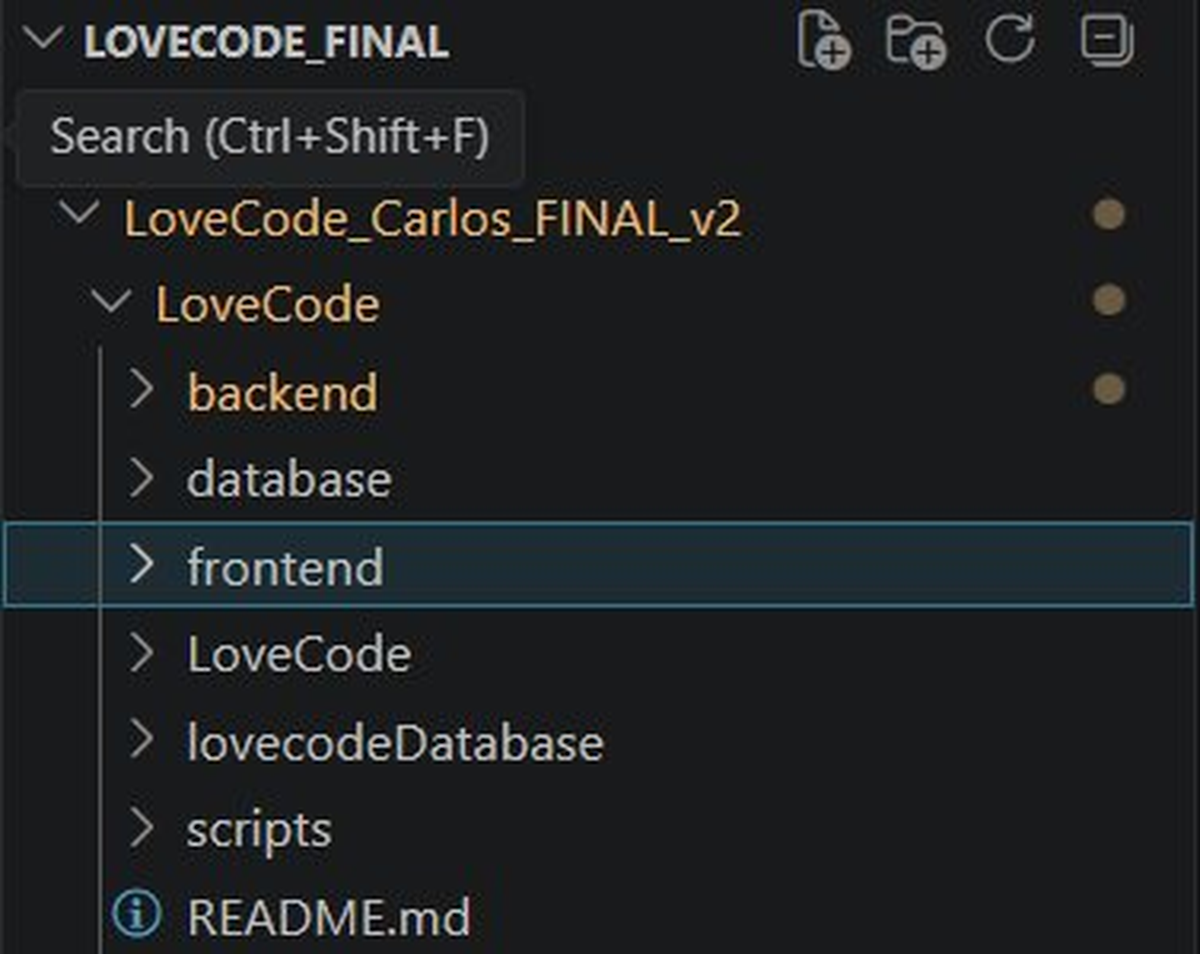 LOVECODE_FINAL
Search (Ctrl+Shift+F)
LoveCode_Carlos_FINAL_v2
LoveCode
backend
database
frontend
LoveCode
lovecodeDatabase
scripts
README.md